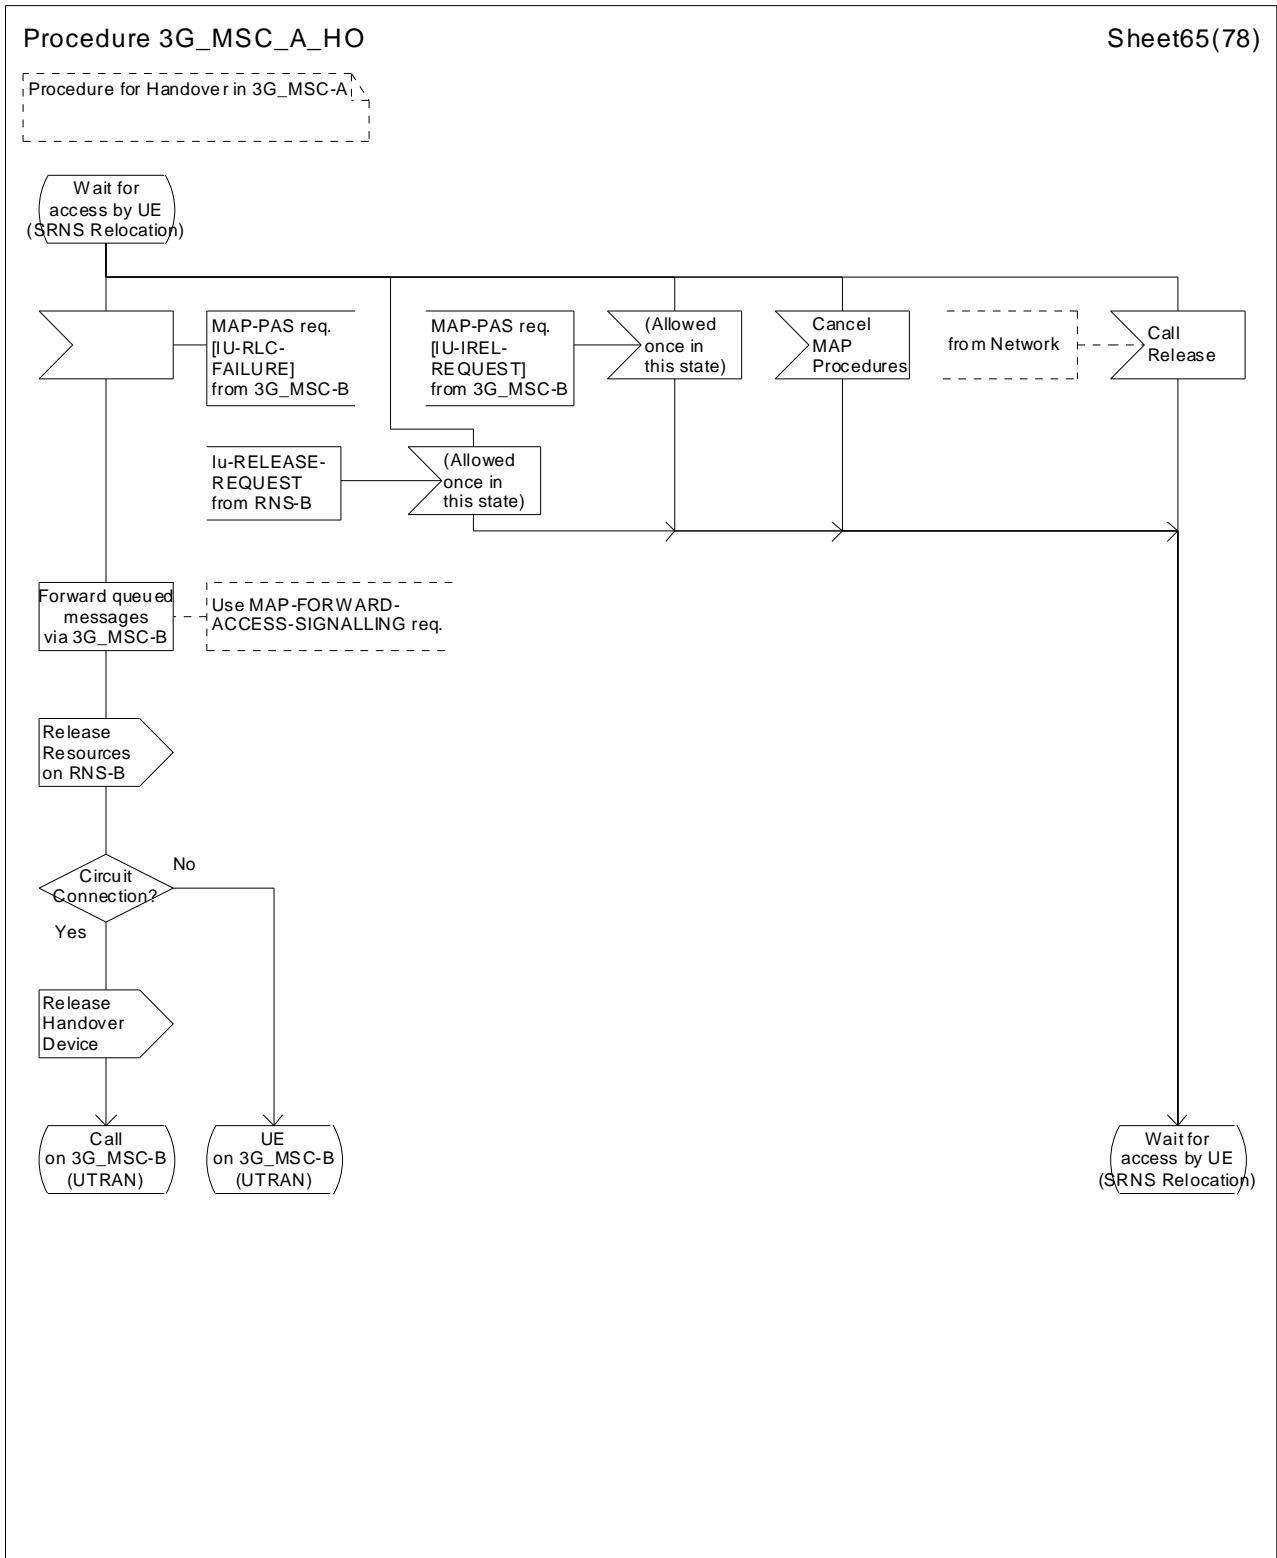 Procedure 3G_MSC_A_HO
Sheet65(78)
Procedure for Handover in 3G_MSC-A
Wait for
access by UE
(SRNS Relocation)
MAP-PAS req.
[IU-RLC-
FAILURE]
from 3G_MSC-B
MAP-PAS req.
[IU-IREL-
REQUEST]
from 3G_MSC-B
(Allowed
once in
this state)
Cancel
MAP
Procedures
from Network
Call
Release
Iu-RELEASE-
REQUEST
from RNS-B
(Allowed
once in
this state)
Forward queued
messages
via 3G_MSC-B
Use MAP-FORWARD-
ACCESS-SIGNALLING req.
Release
Resources
on RNS-B
Circuit
Connection?
No
Yes
Release
Handover
Device
Call
on 3G_MSC-B
(UTRAN)
UE
on 3G_MSC-B
(UTRAN)
Wait for
access by UE
(SRNS Relocation)